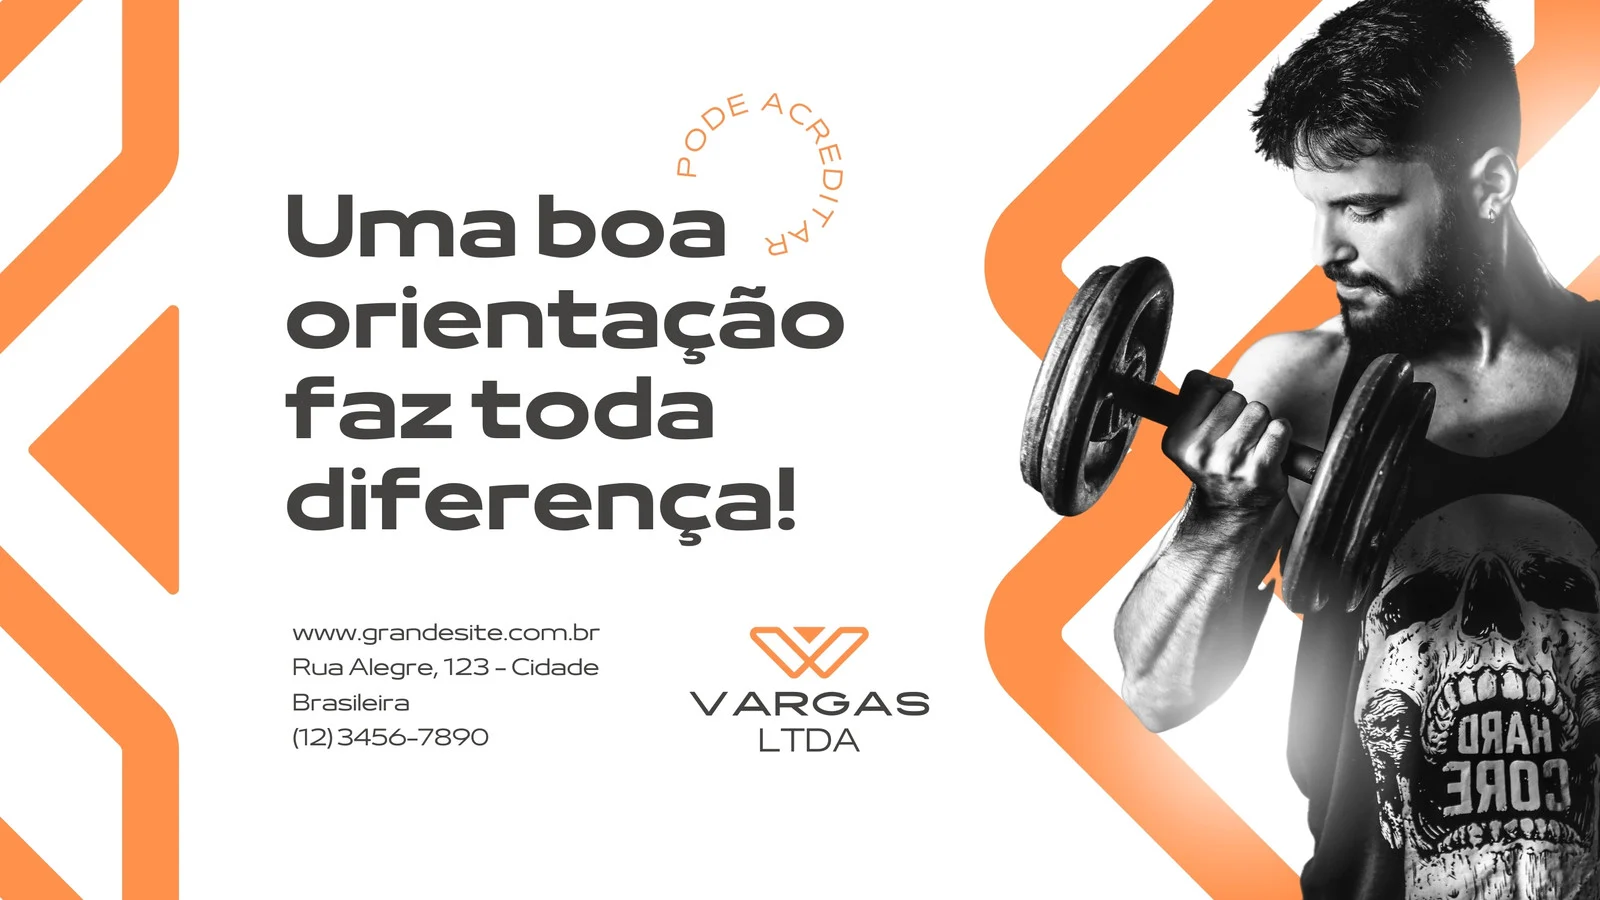 PODE ACREDITAR
Uma boa
orientação
faz toda
diferença!
www.grandesite.com.br
Rua Alegre, 123 - Cidade
Brasileira
(12) 3456-7890
VARGAS
LTDA
HARD
CORE